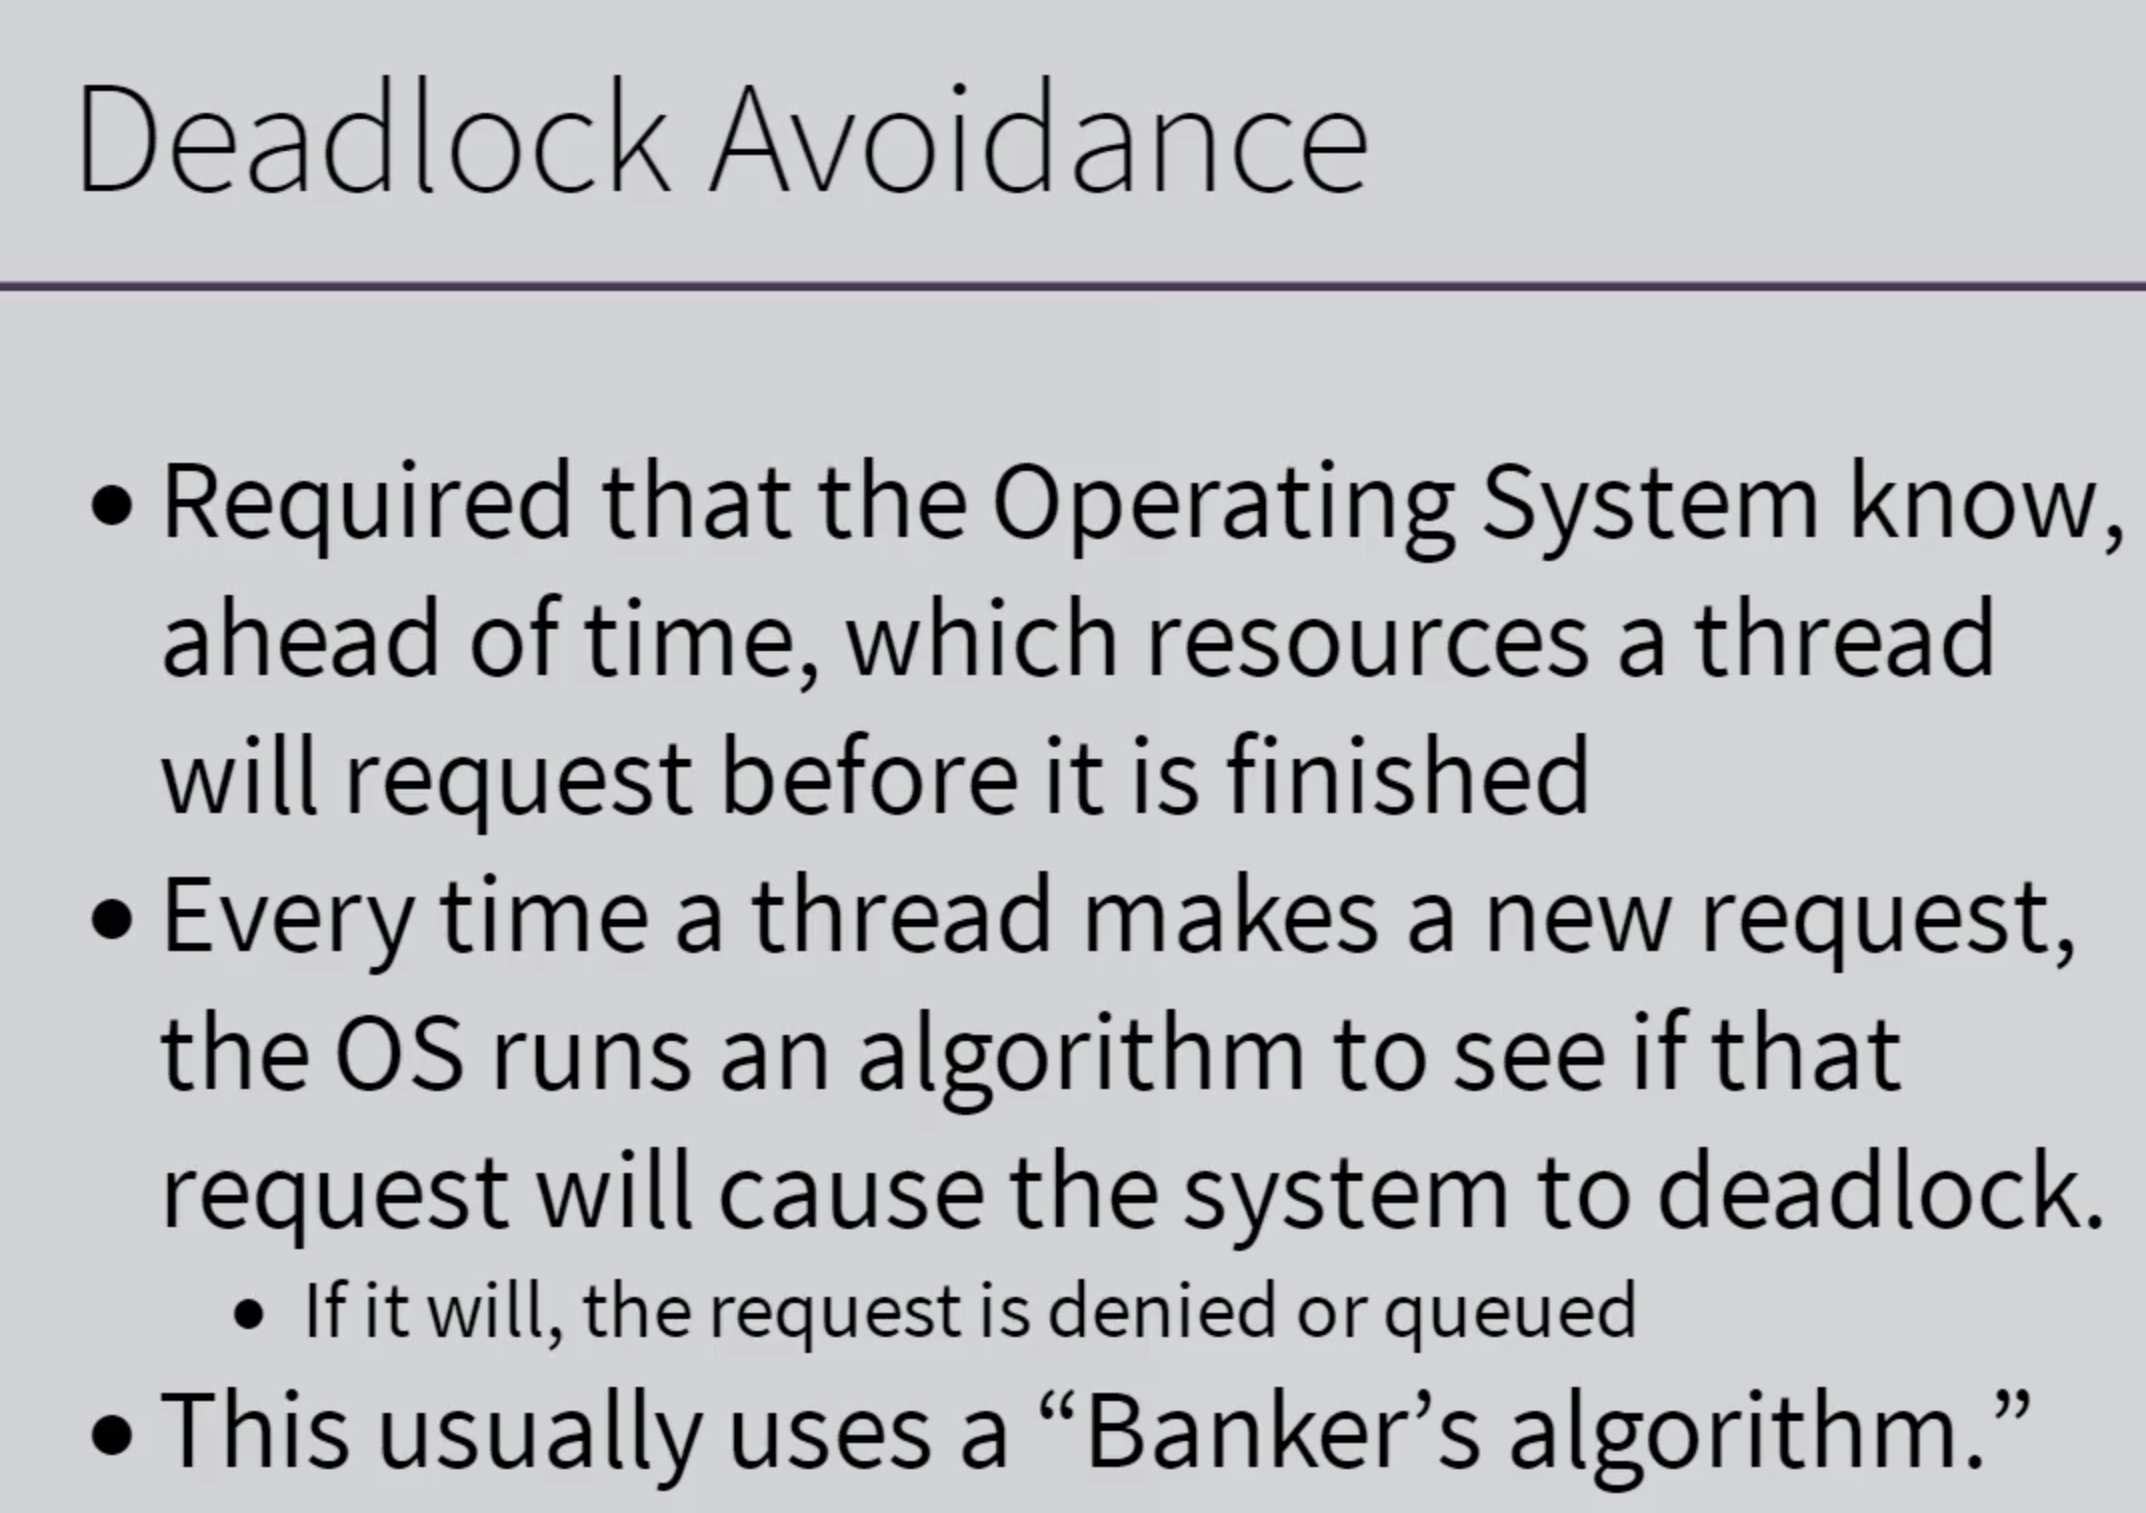 Deadlock Avoidance
• Required that the Operating System know,
ahead of time, which resources a thread
will request before it is finished
• Every time a thread makes a new request,
the OS runs an algorithm to see if that
request will cause the system to deadlock.
• If it will, the request is denied or queued
• This usually uses a “Banker’s algorithm.”